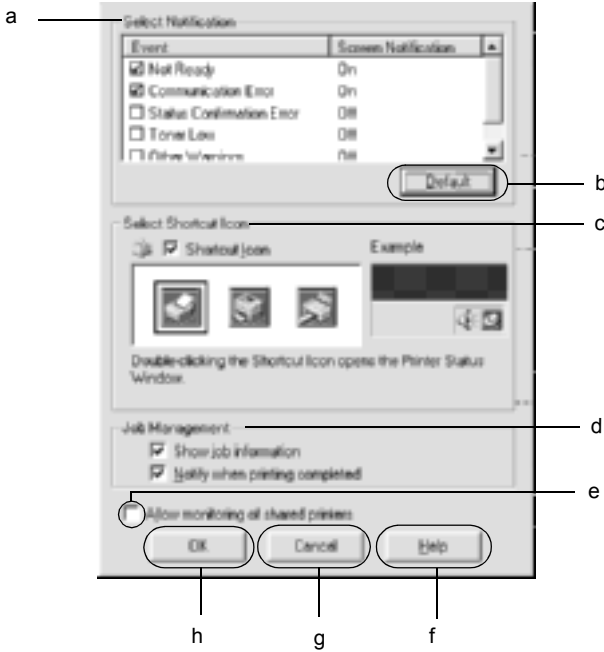 a
Select Notification
Event Screen Notification
Not Ready On
Communication Error On
Status Confirmation Error Off
Toner Low Off
Other Warnings Off
Default
b
Select Shortcut Icon
c
Shortcut Icon Example
Double-clicking the Shortcut Icon opens the Printer Status
Window.
Job Management
d
Show job information
Notify when printing completed
e
Allow monitoring of shared printers
OK Cancel Help
h g f